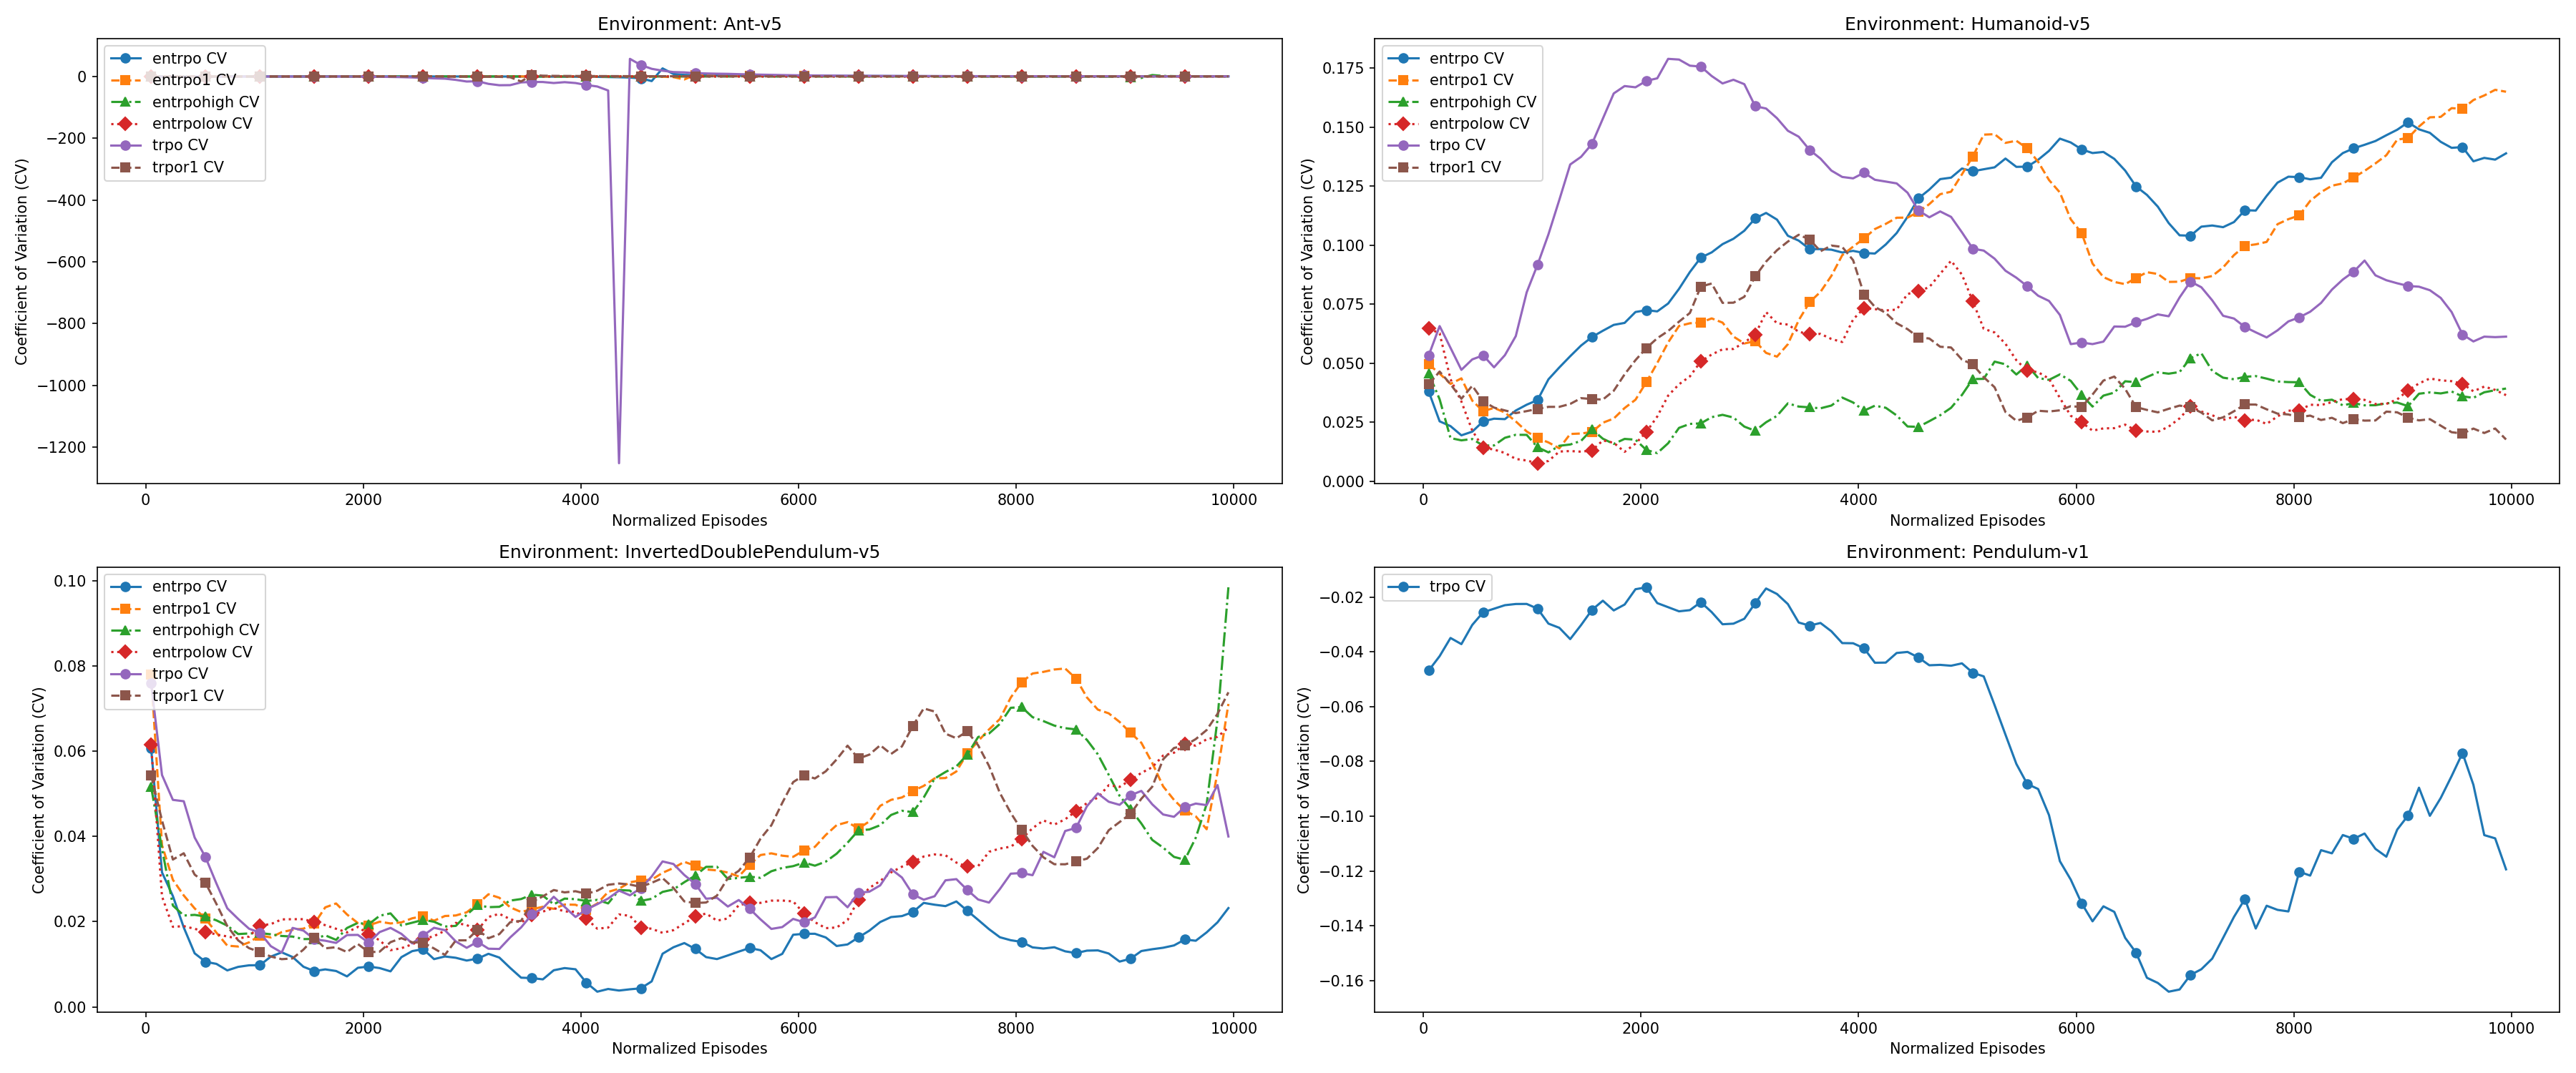 Environment: Ant-v5
entrpo CV
entrpo1 CV
entrpohigh CV
entrpolow CV
trpo CV
trpor1 CV
Coefficient of Variation (CV)
0
−200
−400
−600
−800
−1000
−1200
0 2000 4000 6000 8000 10000
Normalized Episodes
Environment: Humanoid-v5
entrpo CV
entrpo1 CV
entrpohigh CV
entrpolow CV
trpo CV
trpor1 CV
Coefficient of Variation (CV)
0.175
0.150
0.125
0.100
0.075
0.050
0.025
0.000
0 2000 4000 6000 8000 10000
Normalized Episodes
Environment: InvertedDoublePendulum-v5
entrpo CV
entrpo1 CV
entrpohigh CV
entrpolow CV
trpo CV
trpor1 CV
Coefficient of Variation (CV)
0.10
0.08
0.06
0.04
0.02
0.00
0 2000 4000 6000 8000 10000
Normalized Episodes
Environment: Pendulum-v1
trpo CV
Coefficient of Variation (CV)
−0.02
−0.04
−0.06
−0.08
−0.10
−0.12
−0.14
−0.16
0 2000 4000 6000 8000 10000
Normalized Episodes